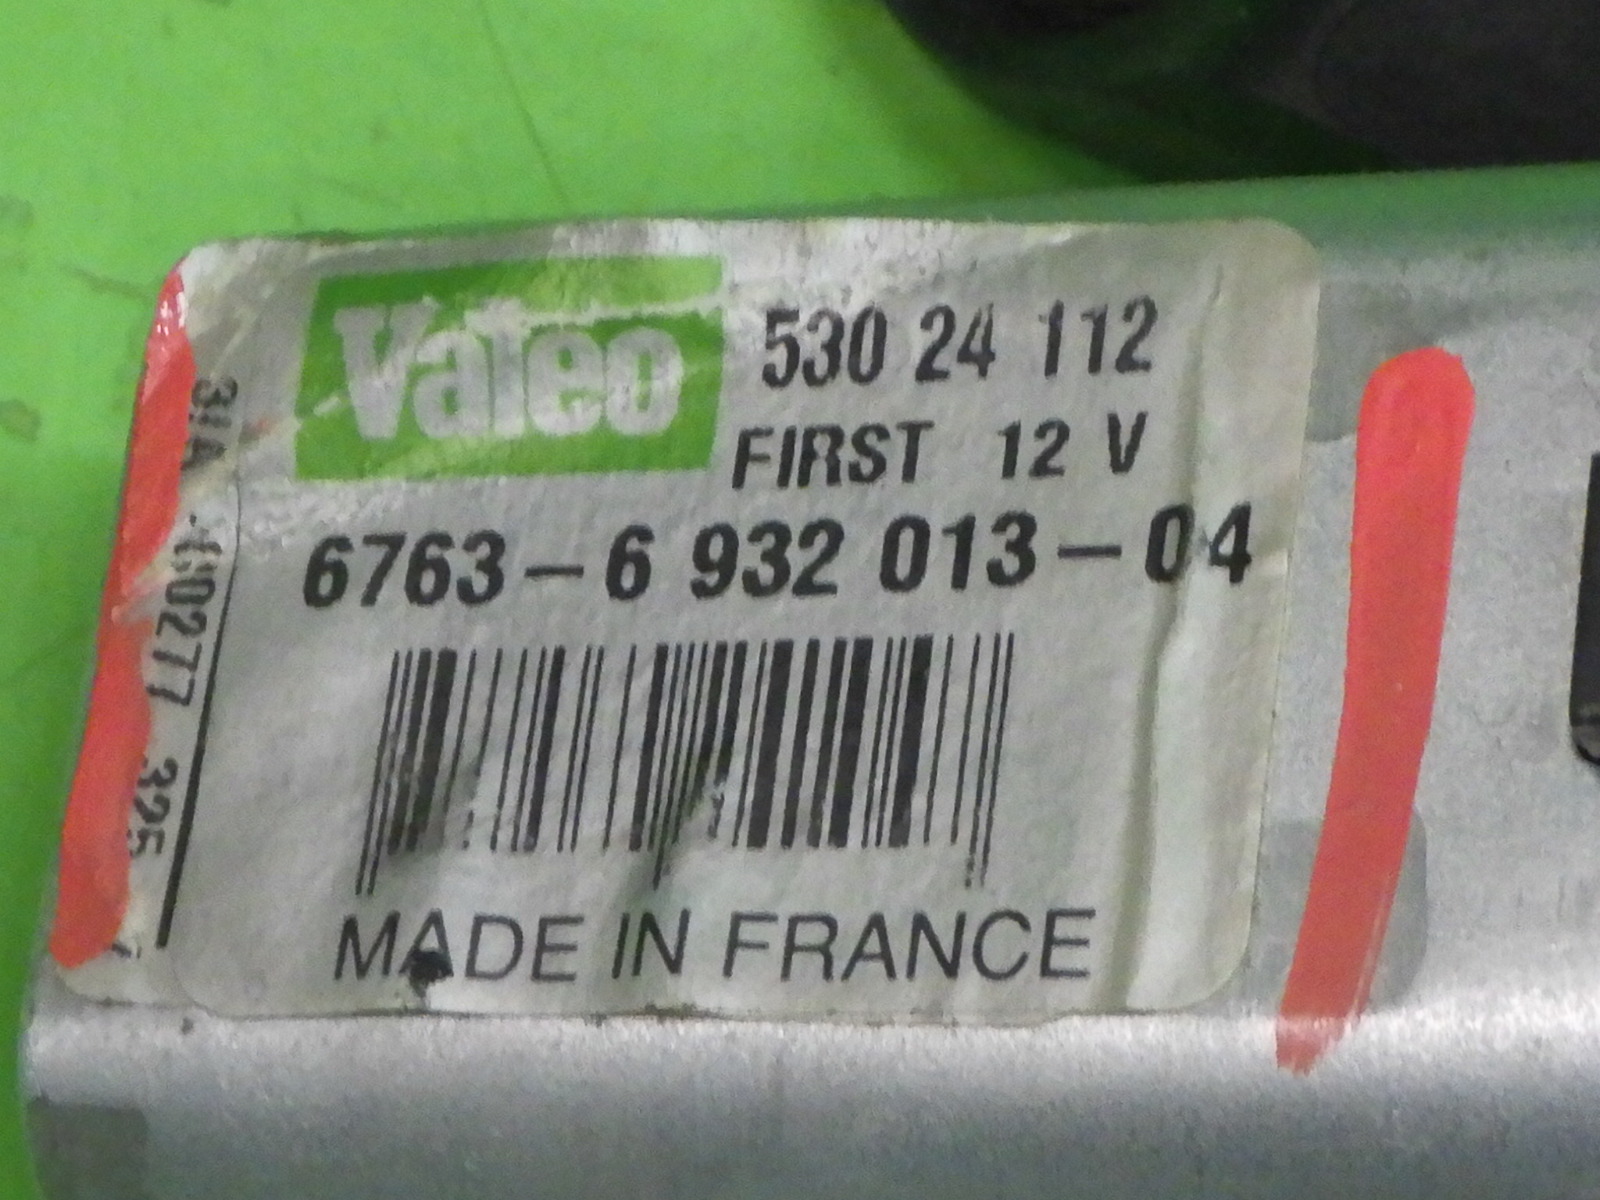 Valeo
530 24 112
FIRST 12 V
6763-6 932 013-04
MADE IN FRANCE